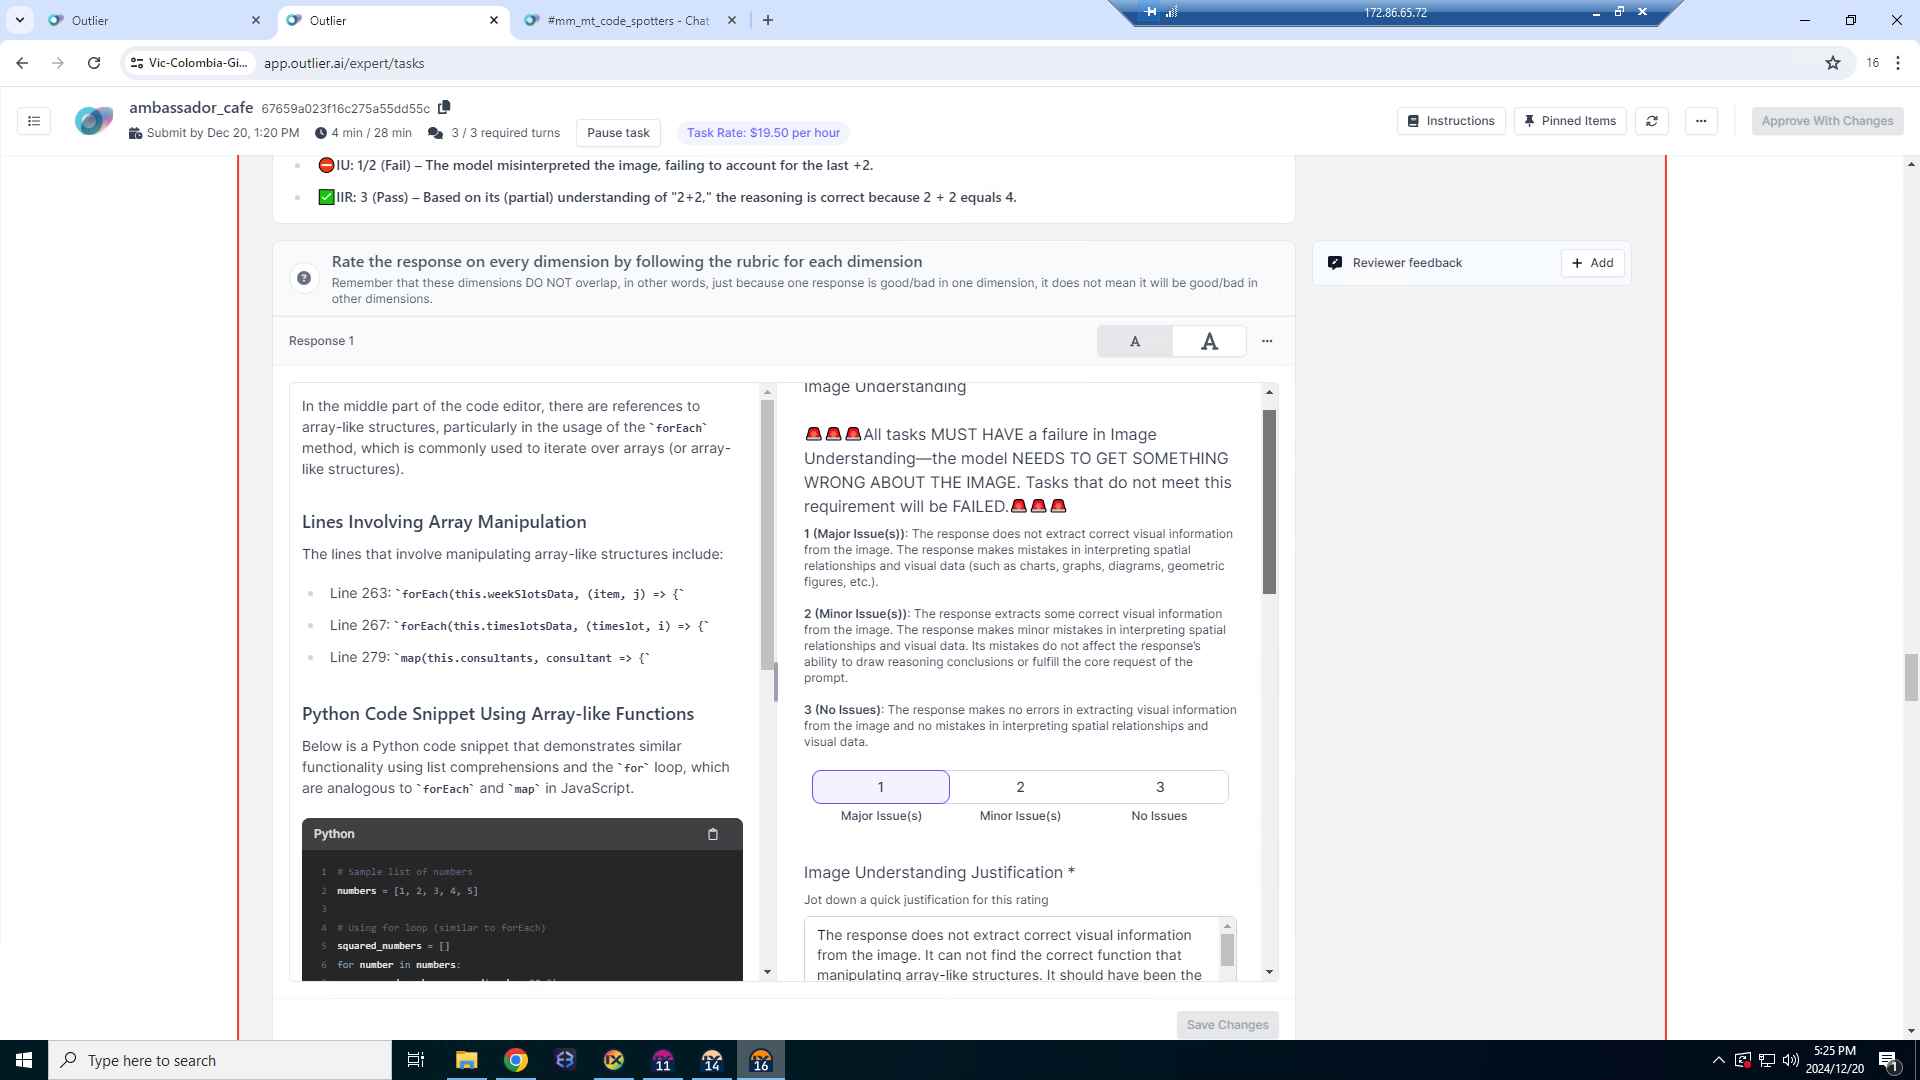 Outlier
Outlier
#mm_mt_code_spotters - Chat
172.86.65.72
Vic-Colombia-Gi...
app.outlier.ai/expert/tasks
16
ambassador_cafe 67659a023f16c275a55dd55c
Submit by Dec 20, 1:20 PM
4 min / 28 min
3 / 3 required turns
Pause task
Task Rate: $19.50 per hour
Instructions
Pinned Items
Approve With Changes
IU: 1/2 (Fail) – The model misinterpreted the image, failing to account for the last +2.
IIR: 3 (Pass) – Based on its (partial) understanding of "2+2," the reasoning is correct because 2 + 2 equals 4.
Rate the response on every dimension by following the rubric for each dimension
Remember that these dimensions DO NOT overlap, in other words, just because one response is good/bad in one dimension, it does not mean it will be good/bad in
other dimensions.
Reviewer feedback
+ Add
Response 1
A
A
In the middle part of the code editor, there are references to
array-like structures, particularly in the usage of the `forEach`
method, which is commonly used to iterate over arrays (or array-
like structures).
Lines Involving Array Manipulation
The lines that involve manipulating array-like structures include:
Line 263: `forEach(this.weekSlotsData, (item, j) => {`
Line 267: `forEach(this.timeslotsData, (timeslot, i) => {`
Line 279: `map(this.consultants, consultant => {`
Python Code Snippet Using Array-like Functions
Below is a Python code snippet that demonstrates similar
functionality using list comprehensions and the `for` loop, which
are analogous to `forEach` and `map` in JavaScript.
Python
1 # Sample list of numbers
2 numbers = [1, 2, 3, 4, 5]
3
4 # Using for loop (similar to forEach)
5 squared_numbers = []
6 for number in numbers:
Image Understanding
All tasks MUST HAVE a failure in Image
Understanding—the model NEEDS TO GET SOMETHING
WRONG ABOUT THE IMAGE. Tasks that do not meet this
requirement will be FAILED.
1 (Major Issue(s)): The response does not extract correct visual information
from the image. The response makes mistakes in interpreting spatial
relationships and visual data (such as charts, graphs, diagrams, geometric
figures, etc.).
2 (Minor Issue(s)): The response extracts some correct visual information
from the image. The response makes minor mistakes in interpreting spatial
relationships and visual data. Its mistakes do not affect the response's
ability to draw reasoning conclusions or fulfill the core request of the
prompt.
3 (No Issues): The response makes no errors in extracting visual information
from the image and no mistakes in interpreting spatial relationships and
visual data.
1 2 3
Major Issue(s) Minor Issue(s) No Issues
Image Understanding Justification *
Jot down a quick justification for this rating
The response does not extract correct visual information
from the image. It can not find the correct function that
manipulating array-like structures. It should have been the
Save Changes
Type here to search
11
14
16
5:25 PM
2024/12/20
1